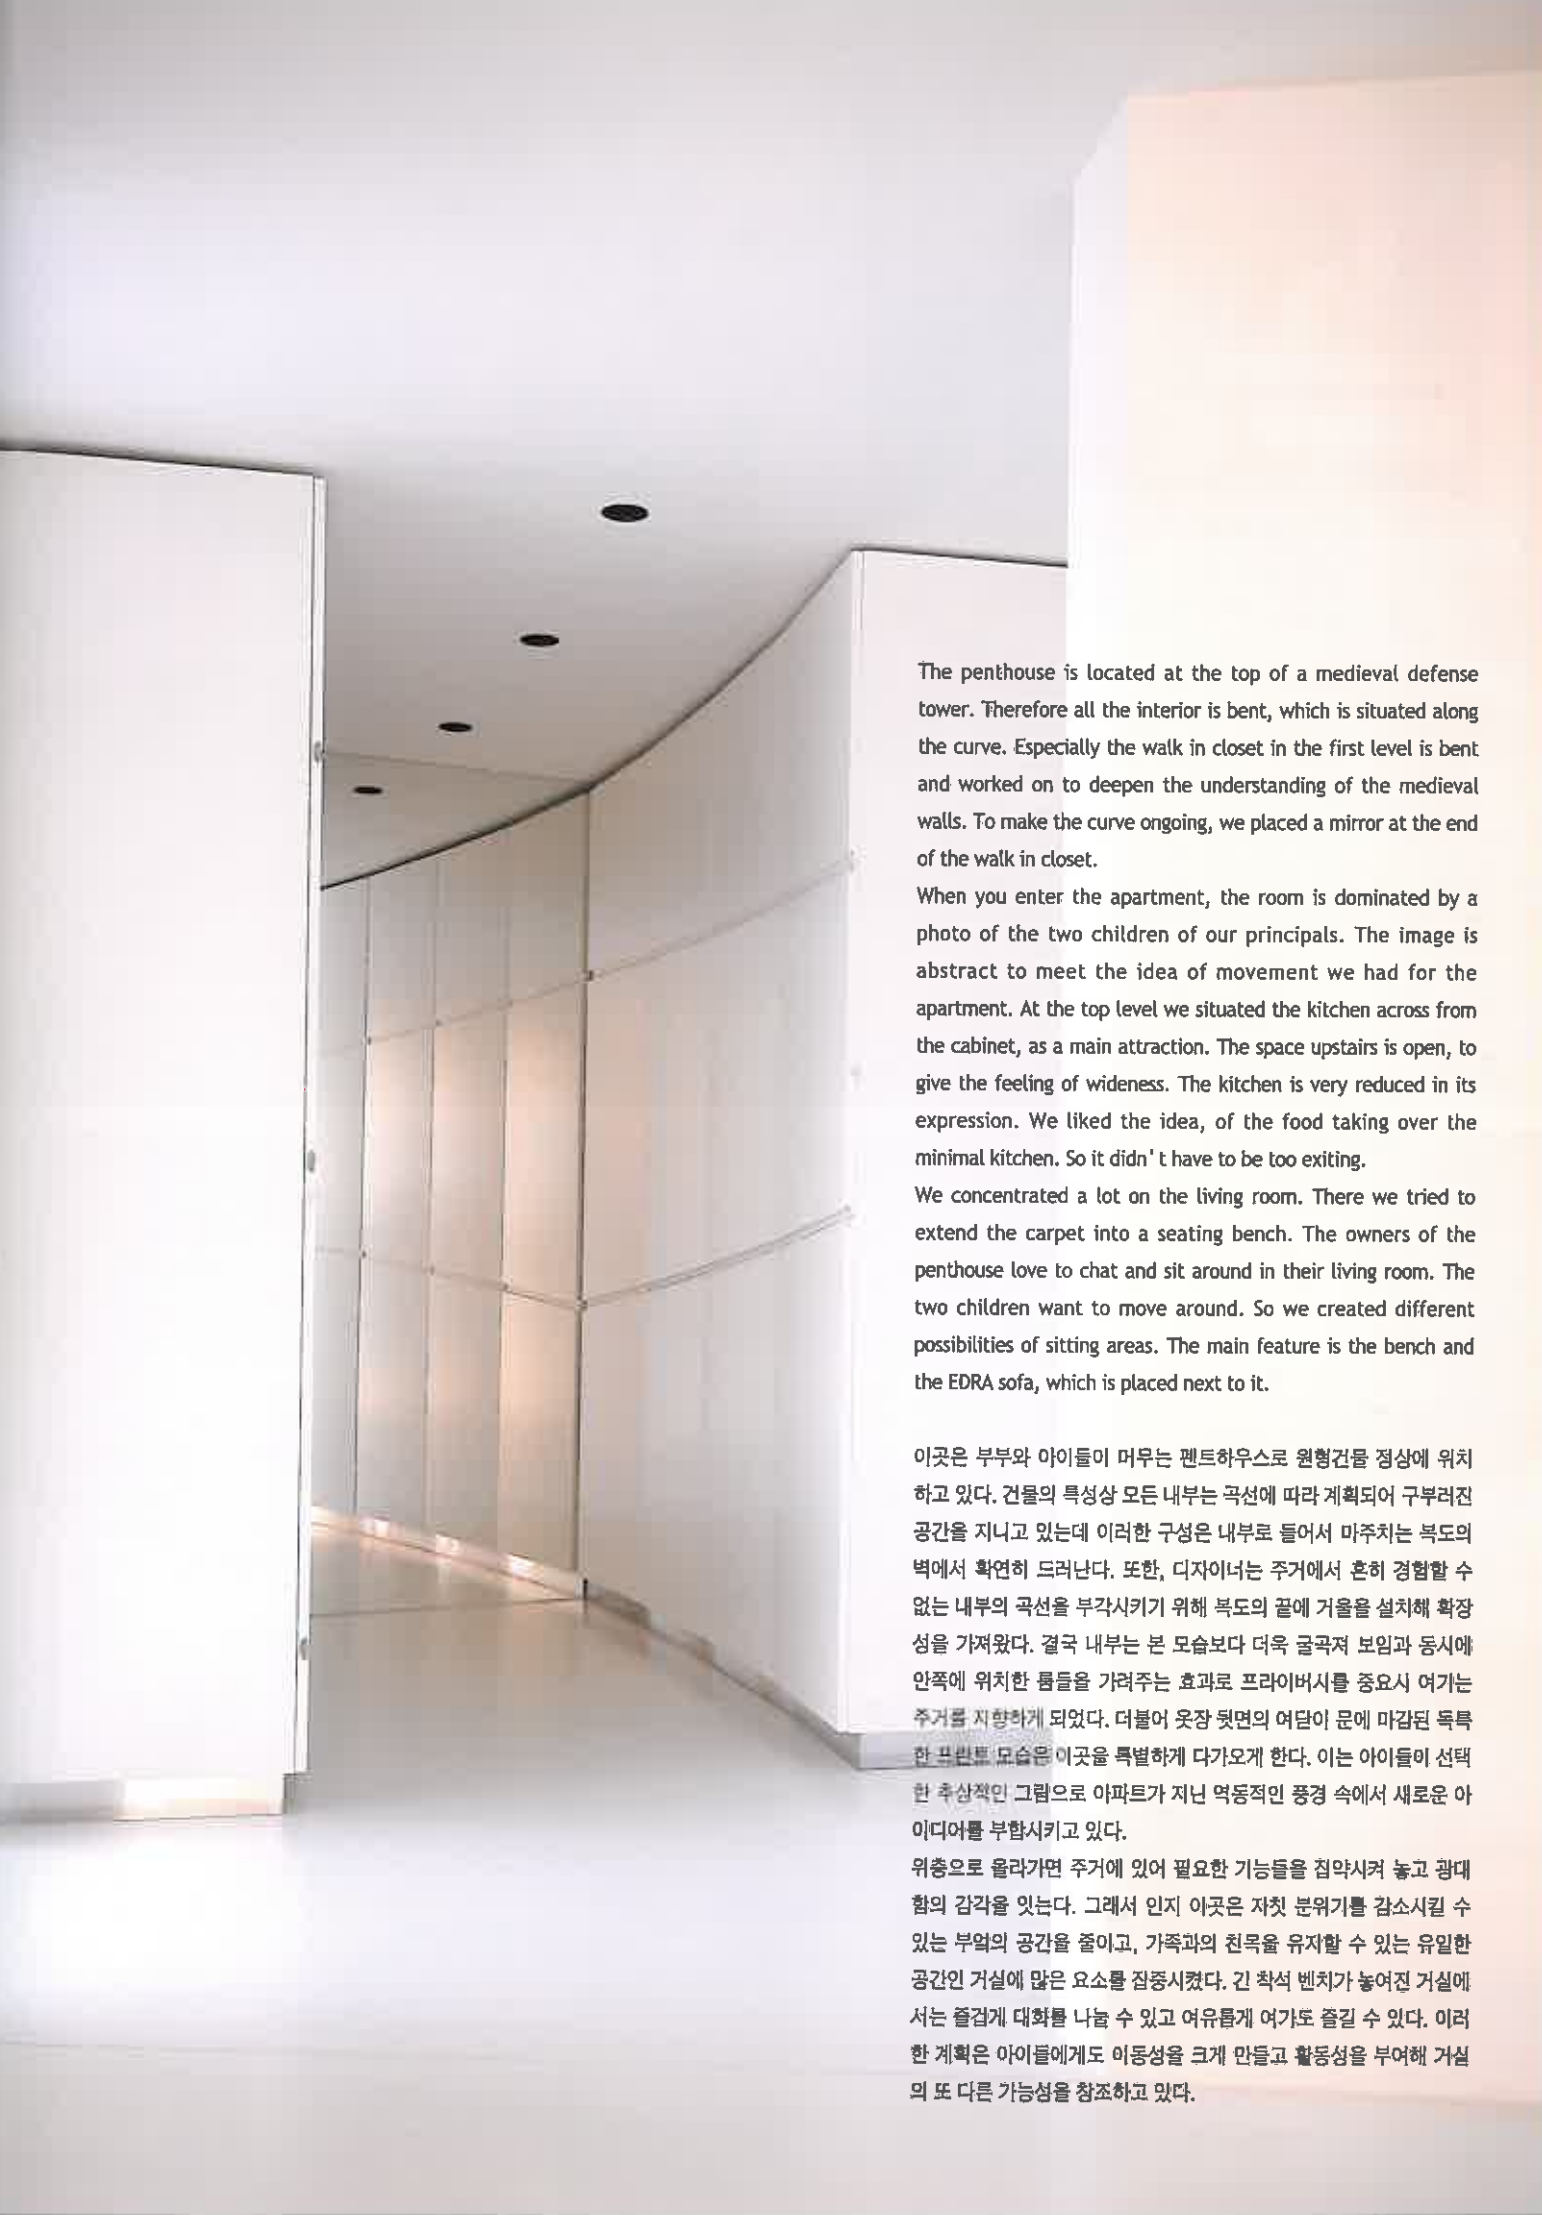 The penthouse is located at the top of a medieval defense
tower. Therefore all the interior is bent, which is situated along
the curve. Especially the walk in closet in the first level is bent
and worked on to deepen the understanding of the medieval
walls. To make the curve ongoing, we placed a mirror at the end
of the walk in closet.
When you enter the apartment, the room is dominated by a
photo of the two children of our principals. The image is
abstract to meet the idea of movement we had for the
apartment. At the top level we situated the kitchen across from
the cabinet, as a main attraction. The space upstairs is open, to
give the feeling of wideness. The kitchen is very reduced in its
expression. We liked the idea, of the food taking over the
minimal kitchen. So it didn' t have to be too exiting.
We concentrated a lot on the living room. There we tried to
extend the carpet into a seating bench. The owners of the
penthouse love to chat and sit around in their living room. The
two children want to move around. So we created different
possibilities of sitting areas. The main feature is the bench and
the EDRA sofa, which is placed next to it.
이곳은 부부와 아이들이 머무는 펜트하우스로 원형건물 정상에 위치
하고 있다. 건물의 특성상 모든 내부는 곡선에 따라 계획되어 구부러진
공간을 지니고 있는데 이러한 구성은 내부로 들어서 마주치는 복도의
벽에서 확연히 드러난다. 또한, 디자이너는 주거에서 흔히 경험할 수
없는 내부의 곡선을 부각시키기 위해 복도의 끝에 거울을 설치해 확장
성을 가져왔다. 결국 내부는 본 모습보다 더욱 굴곡져 보임과 동시에
안쪽에 위치한 룸들을 가려주는 효과로 프라이버시를 중요시 여기는
주거를 지향하게 되었다. 더불어 옷장 뒷면의 여닫이 문에 마감된 독특
한 프린트 모습은 이곳을 특별하게 다가오게 한다. 이는 아이들이 선택
한 추상적인 그림으로 아파트가 지닌 역동적인 풍경 속에서 새로운 아
이디어를 부합시키고 있다.
위층으로 올라가면 주거에 있어 필요한 기능들을 집약시켜 놓고 광대
함의 감각을 잇는다. 그래서 인지 이곳은 자칫 분위기를 감소시킬 수
있는 부엌의 공간을 줄이고, 가족과의 친목을 유지할 수 있는 유일한
공간인 거실에 많은 요소를 집중시켰다. 긴 착석 벤치가 놓여진 거실에
서는 즐겁게 대화를 나눌 수 있고 여유롭게 여가도 즐길 수 있다. 이러
한 계획은 아이들에게도 이동성을 크게 만들고 활동성을 부여해 거실
의 또 다른 가능성을 창조하고 있다.